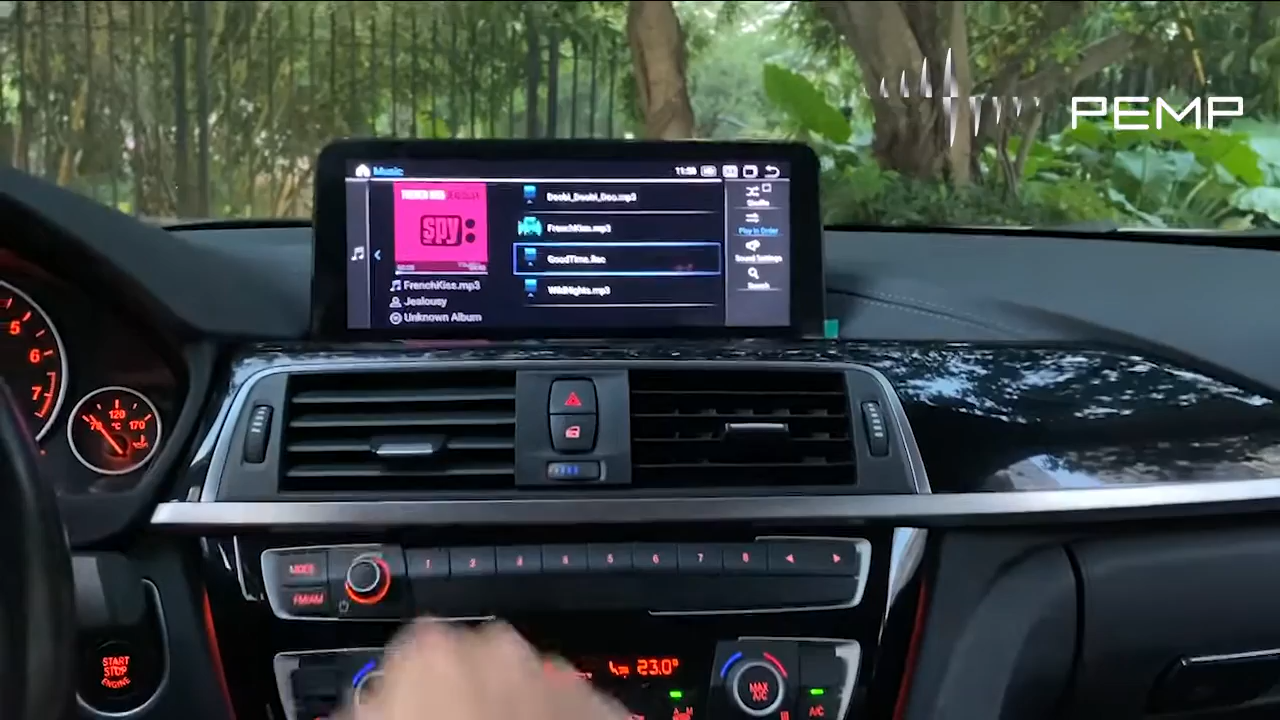 PEMP
Music
11:55
spy:
FrenchKiss.mp3
Jealousy
Unknown Album
Doobi_Doobi_Doo.mp3
FrenchKiss.mp3
GoodTime.flac
WildNights.mp3
Shuffle
Play in Order
Sound Settings
Search
5
6
7
120
70 °C 170
MODE
FM/AM
1 2 3 4 5 6 7 8
START
STOP
ENGINE
23.0°
MAX
A/C
A/C